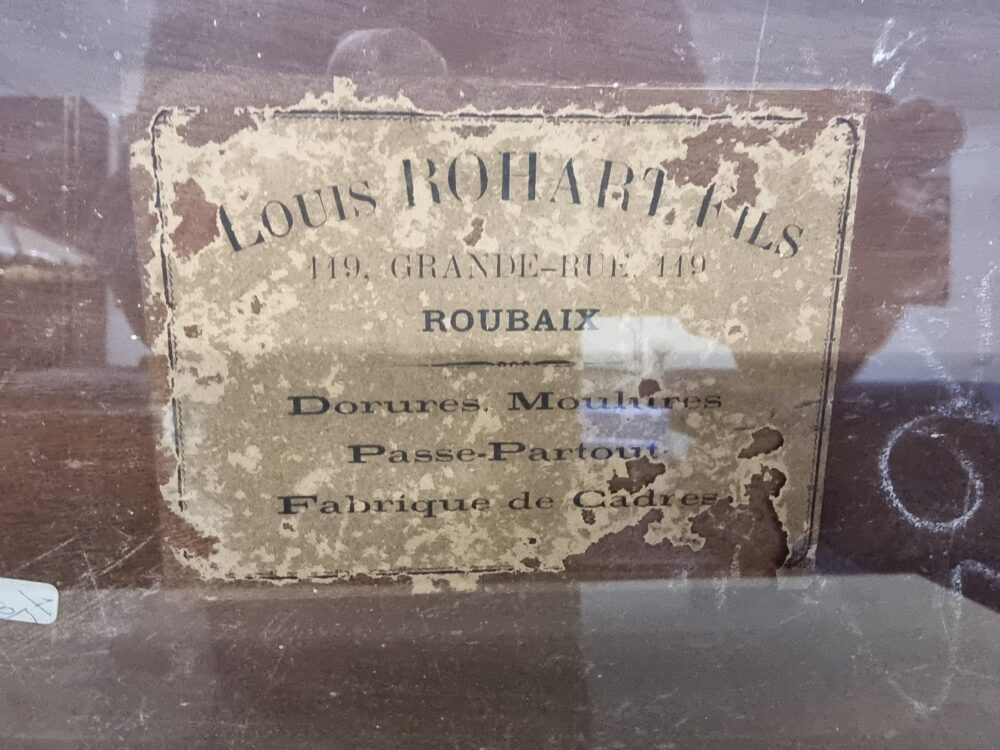 LOUIS ROHART FILS
119, GRANDE-RUE, 119
ROUBAIX
Dorures, Moulures
Passe-Partout
Fabrique de Cadres